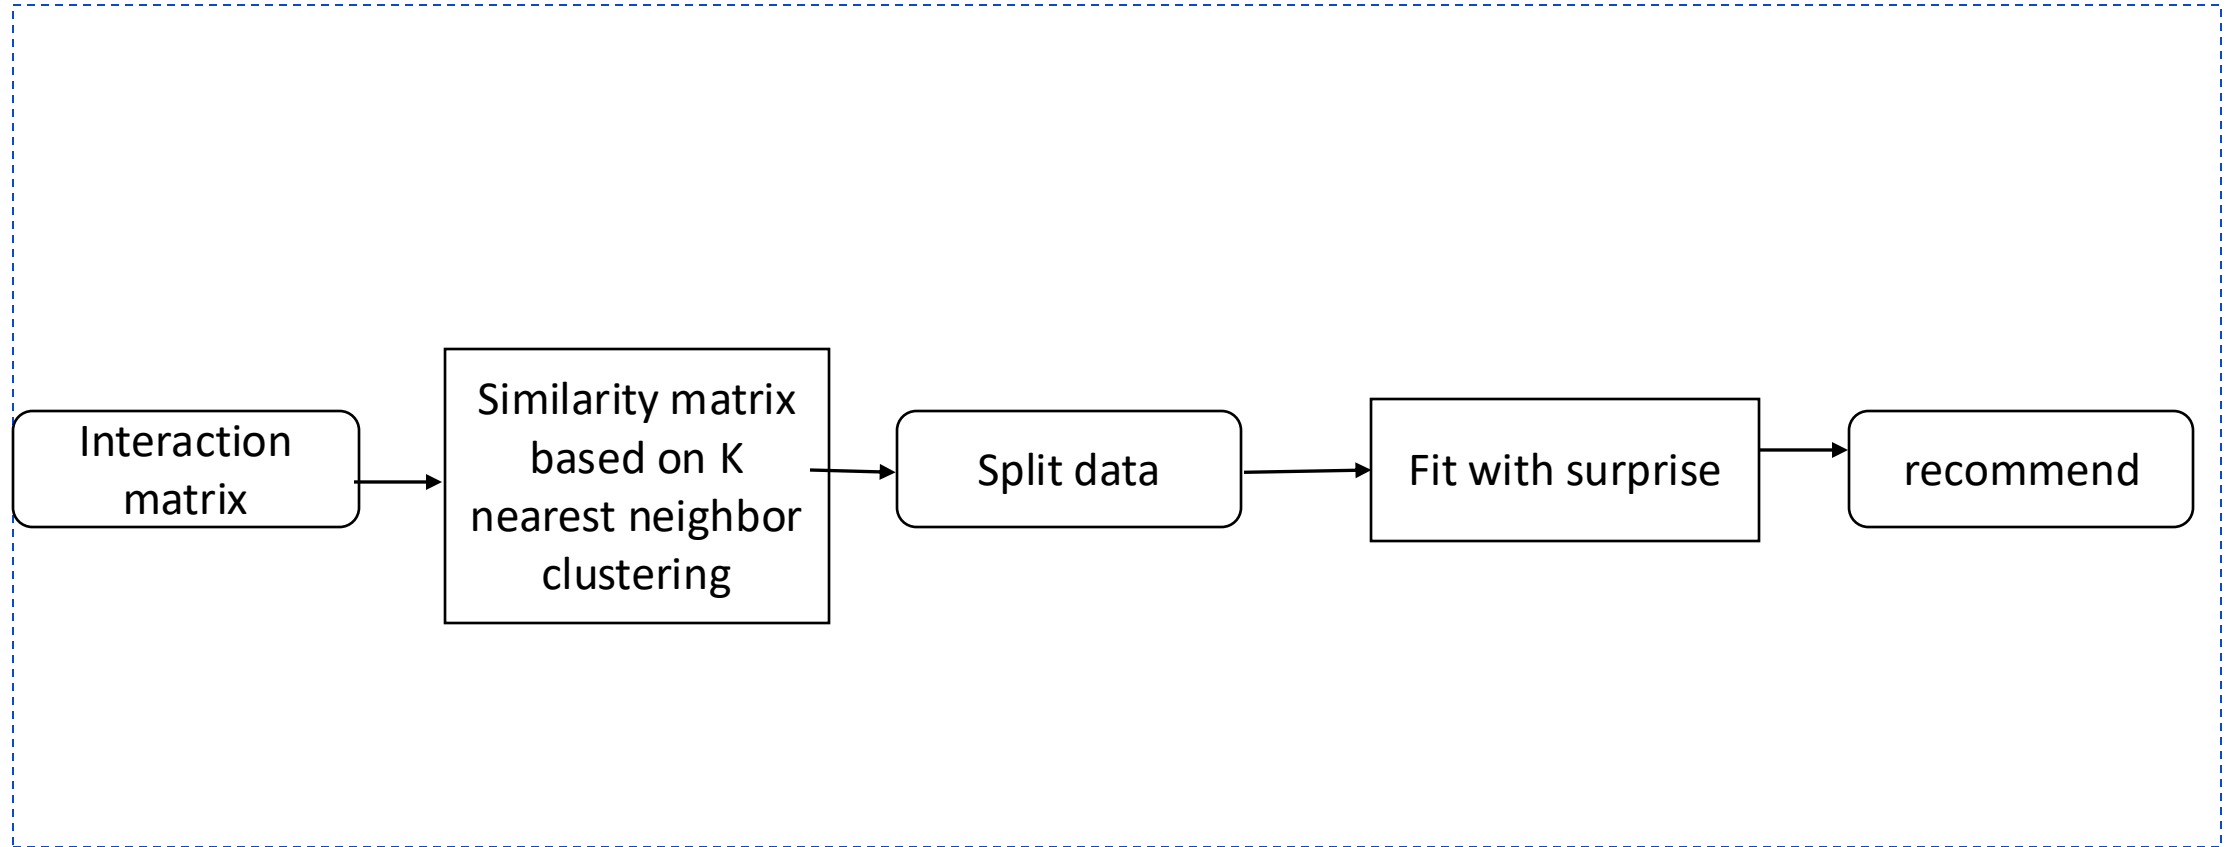 Interaction
matrix
Similarity matrix
based on K
nearest neighbor
clustering
Split data
Fit with surprise
recommend